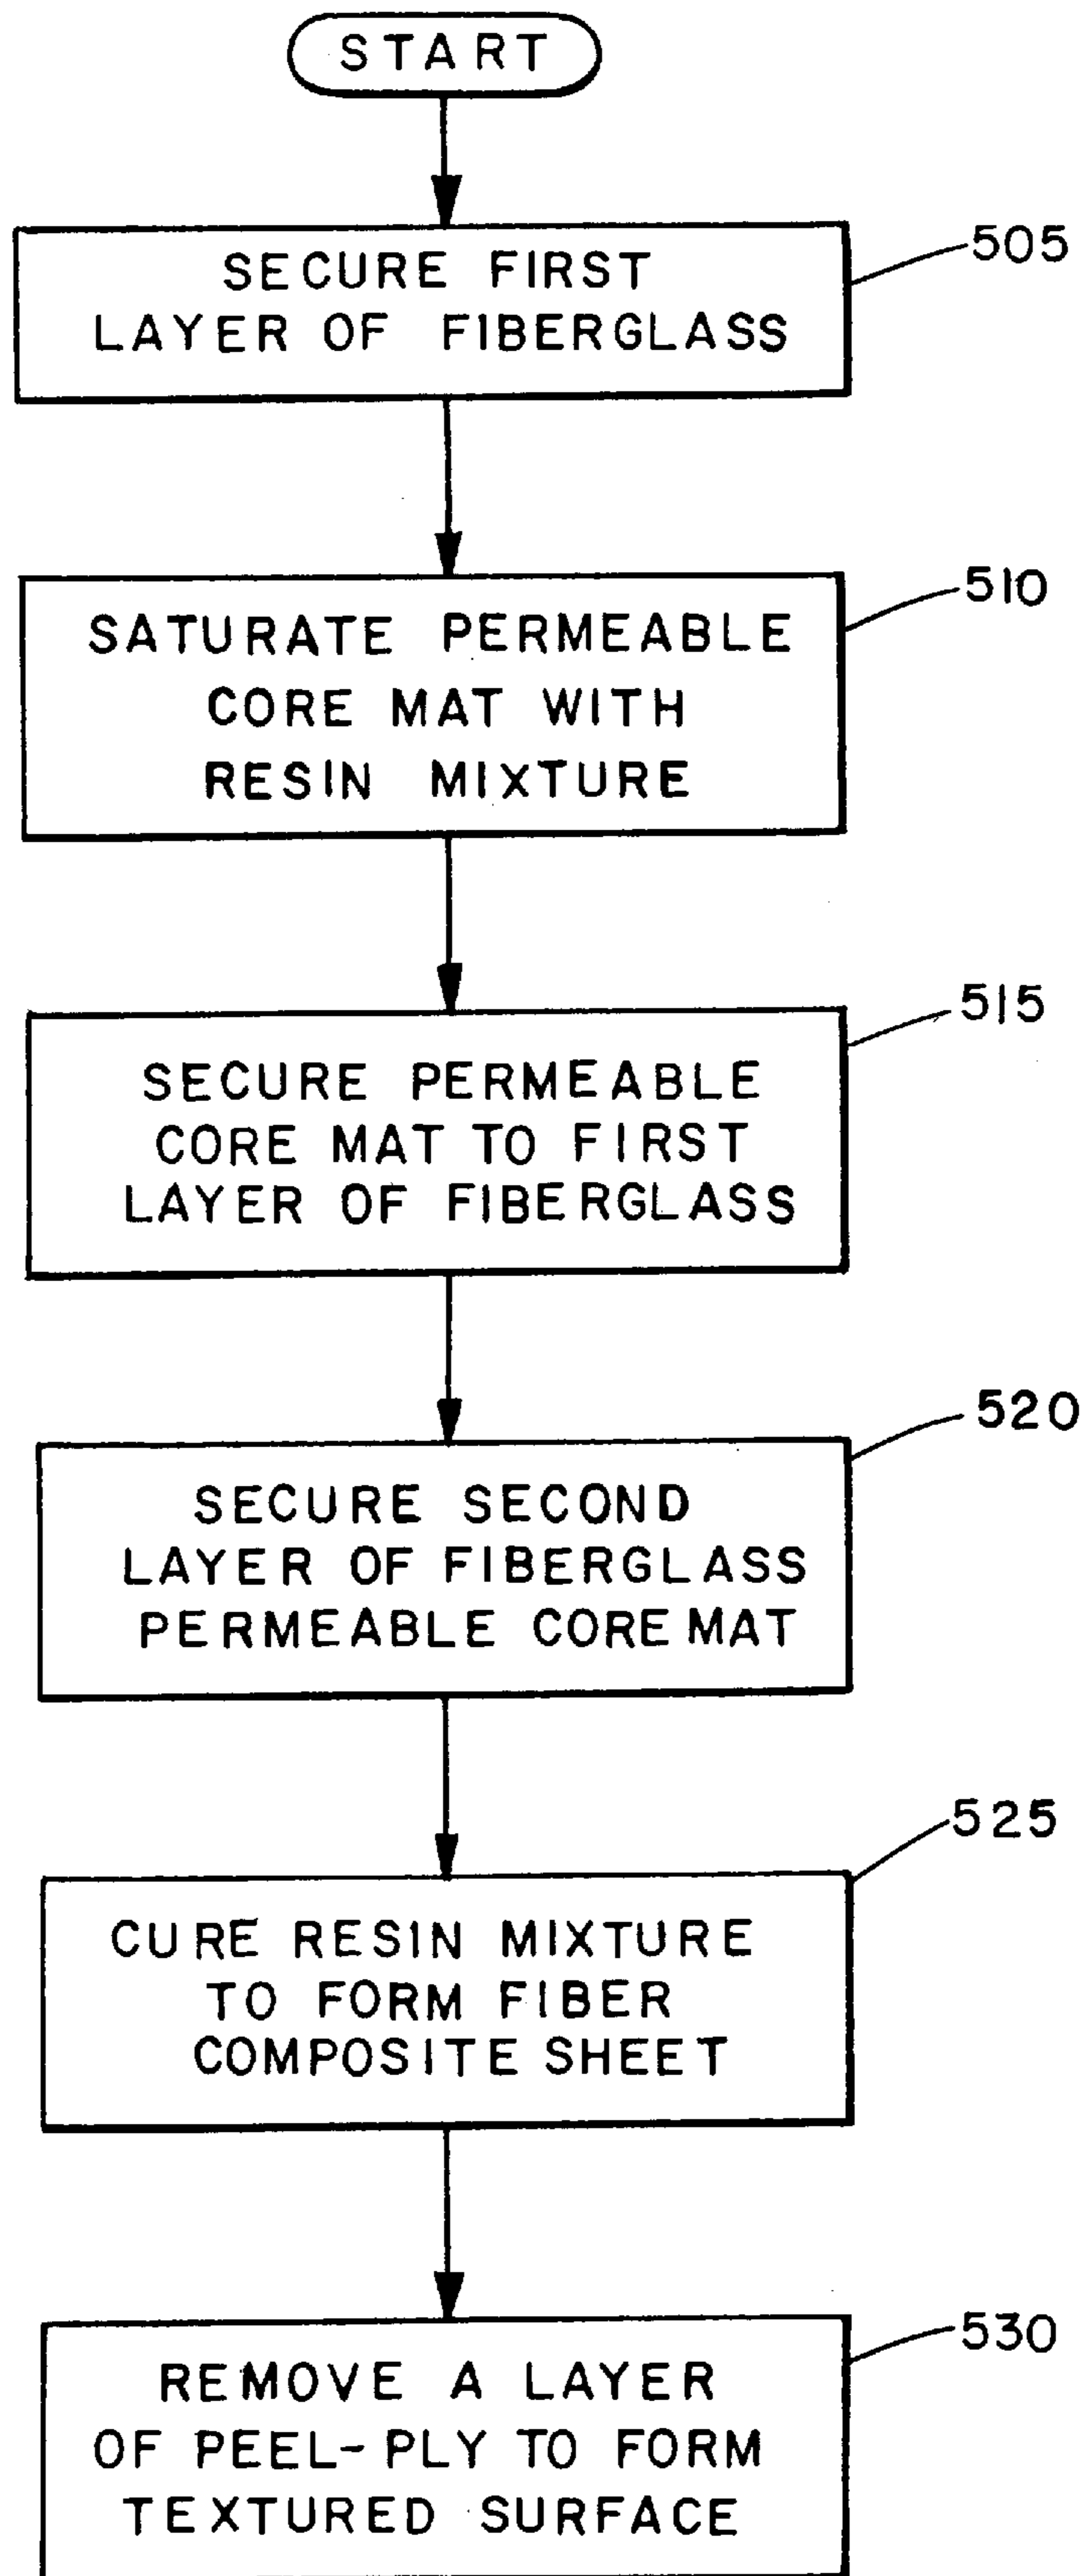 START
SECURE FIRST
LAYER OF FIBERGLASS
505
SATURATE PERMEABLE
CORE MAT WITH
RESIN MIXTURE
510
SECURE PERMEABLE
CORE MAT TO FIRST
LAYER OF FIBERGLASS
515
SECURE SECOND
LAYER OF FIBERGLASS
PERMEABLE CORE MAT
520
CURE RESIN MIXTURE
TO FORM FIBER
COMPOSITE SHEET
525
REMOVE A LAYER
OF PEEL-PLY TO FORM
TEXTURED SURFACE
530